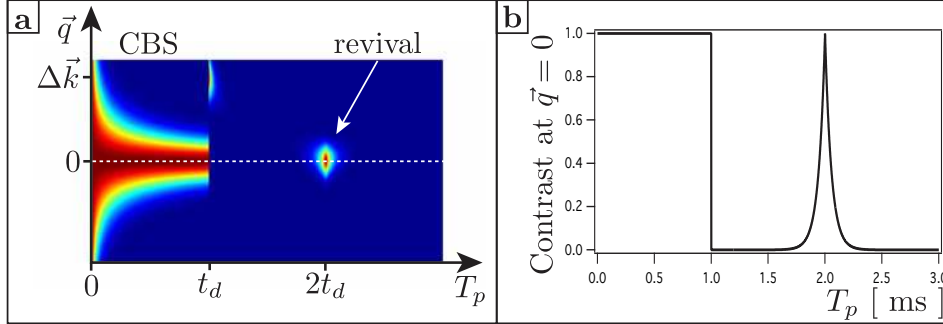 a
q⃗
CBS
revival
Δk⃗
0
0
t_d
2t_d
T_p
b
Contrast at q⃗ = 0
1.0
0.8
0.6
0.4
0.2
0.0
0.0 0.5 1.0 1.5 2.0 2.5 3.0
T_p [ ms ]